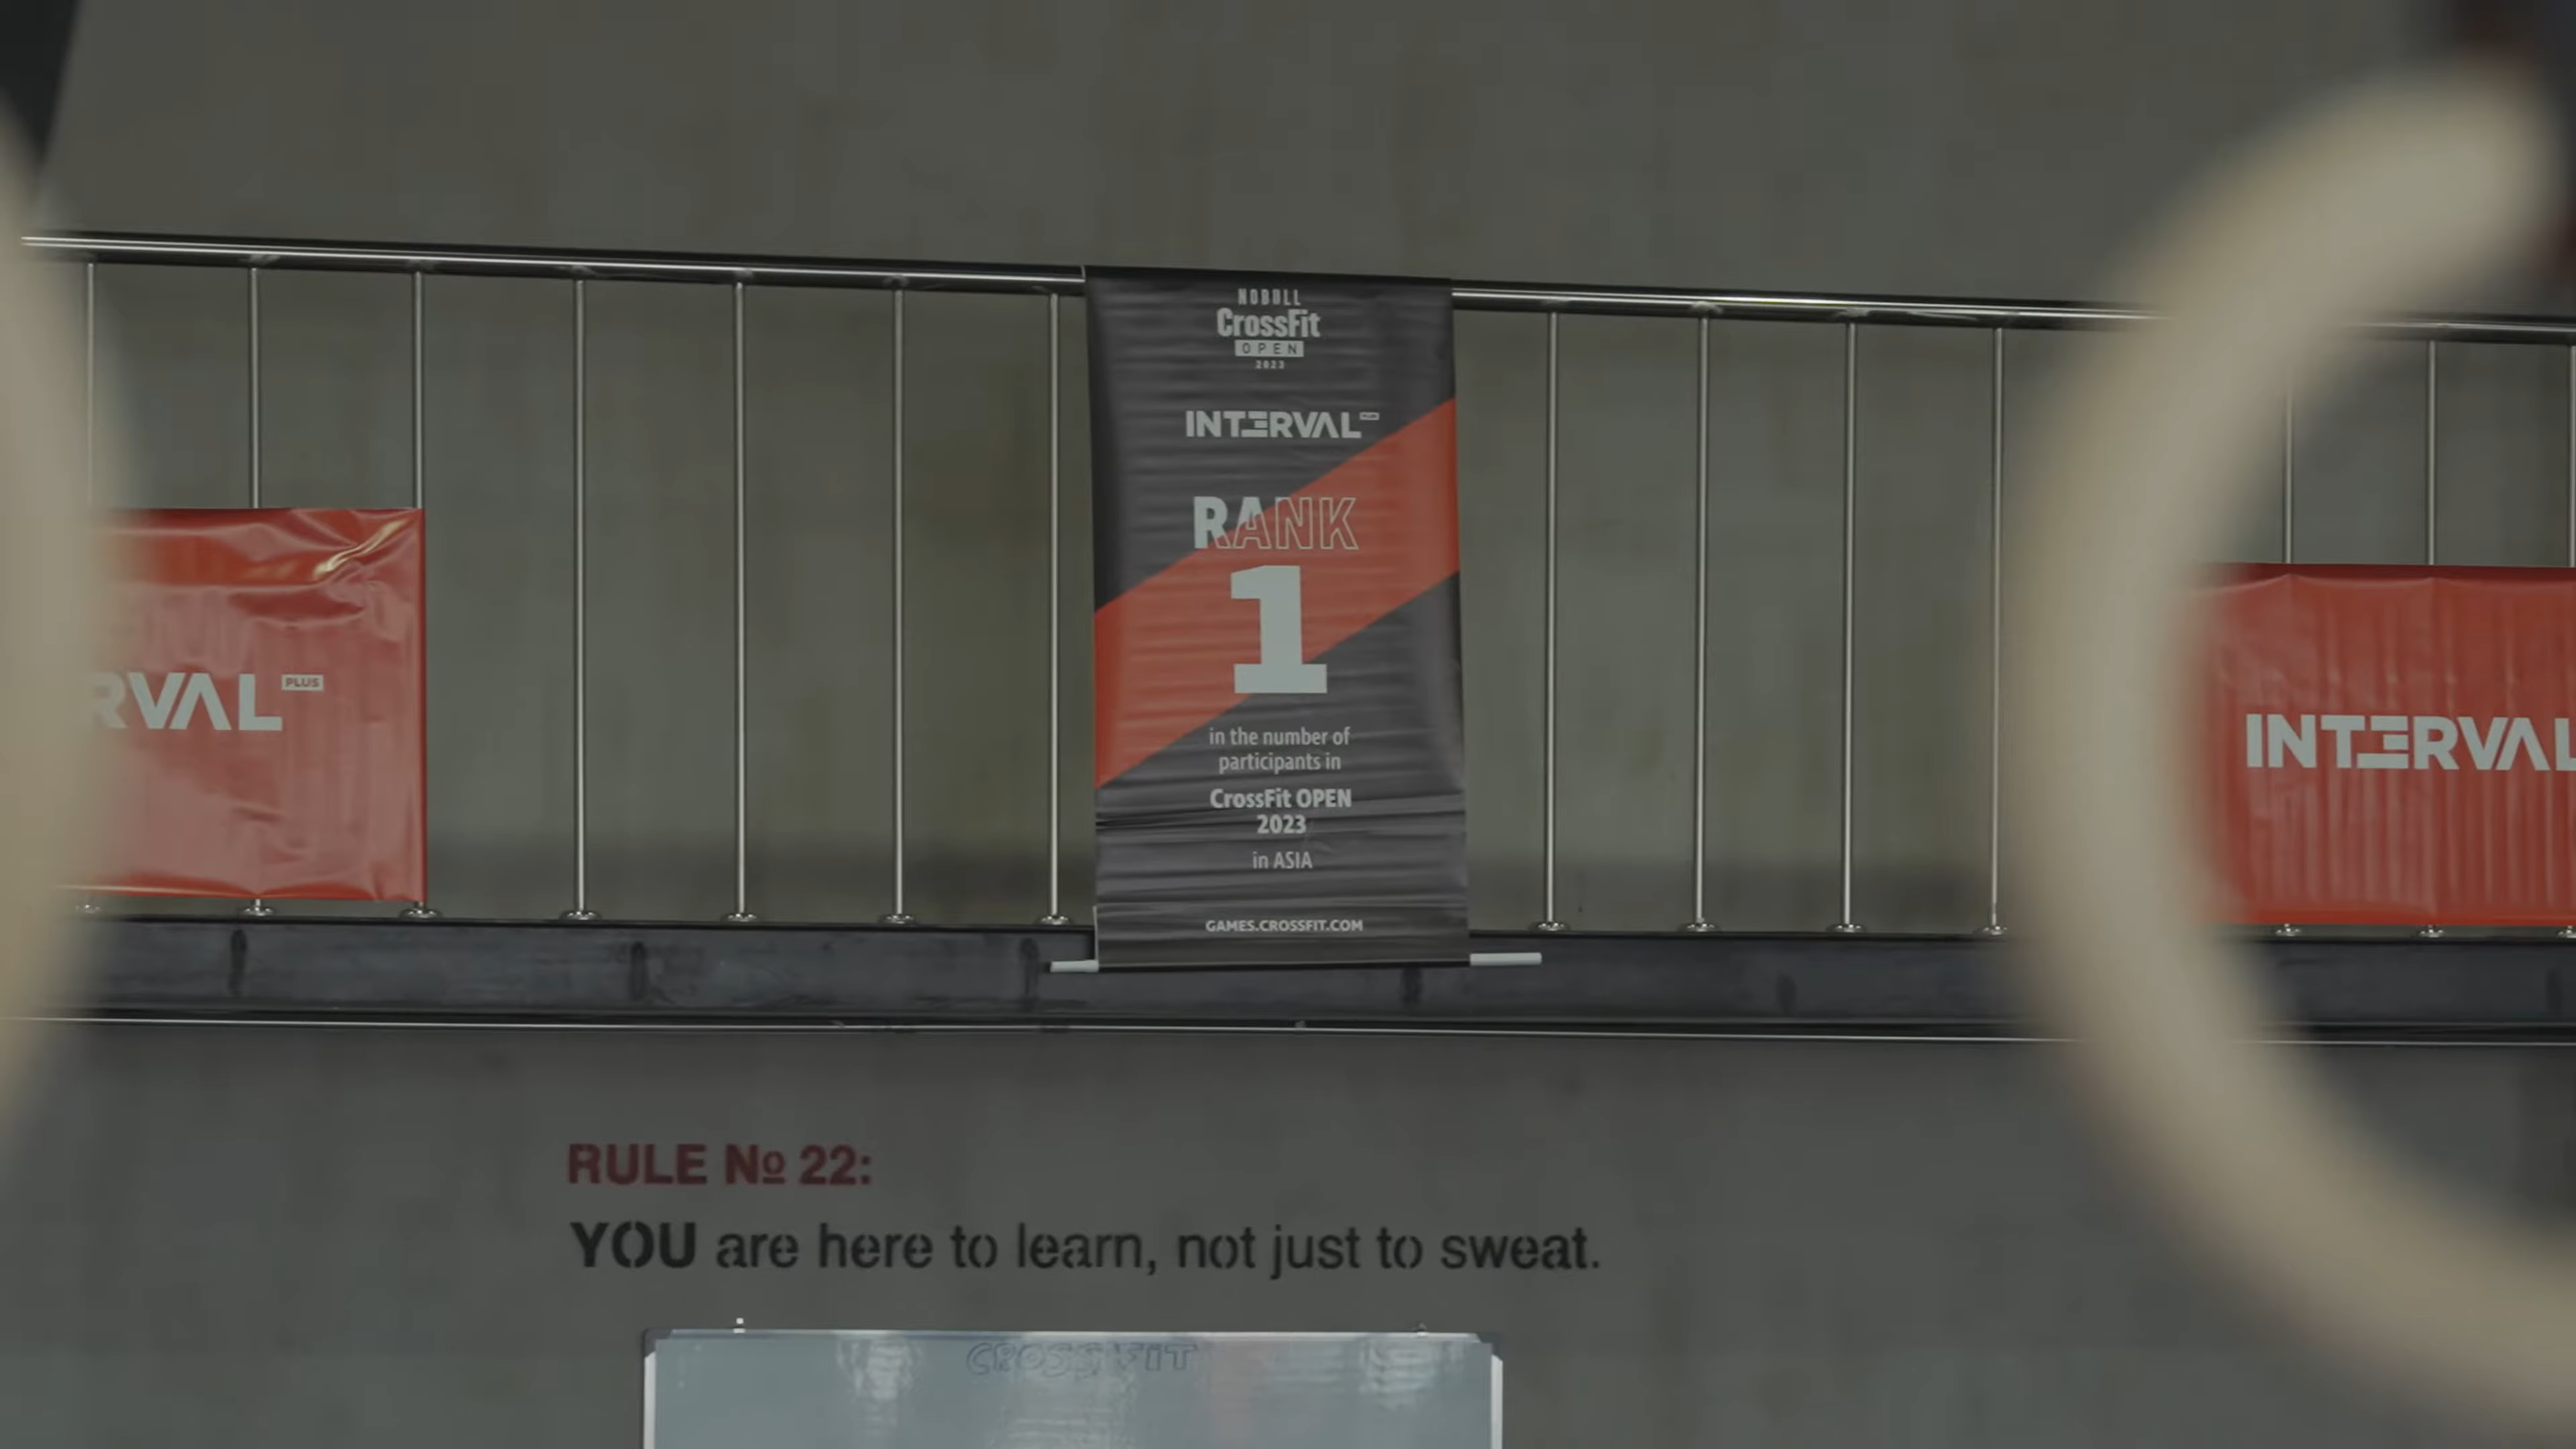 NOBULL
CrossFit
OPEN
2023
INTERVAL PLUS
RANK
1
in the number of
participants in
CrossFit OPEN
2023
in ASIA
GAMES.CROSSFIT.COM
RVAL PLUS
INTERVAL
RULE № 22:
YOU are here to learn, not just to sweat.
CROSSFIT